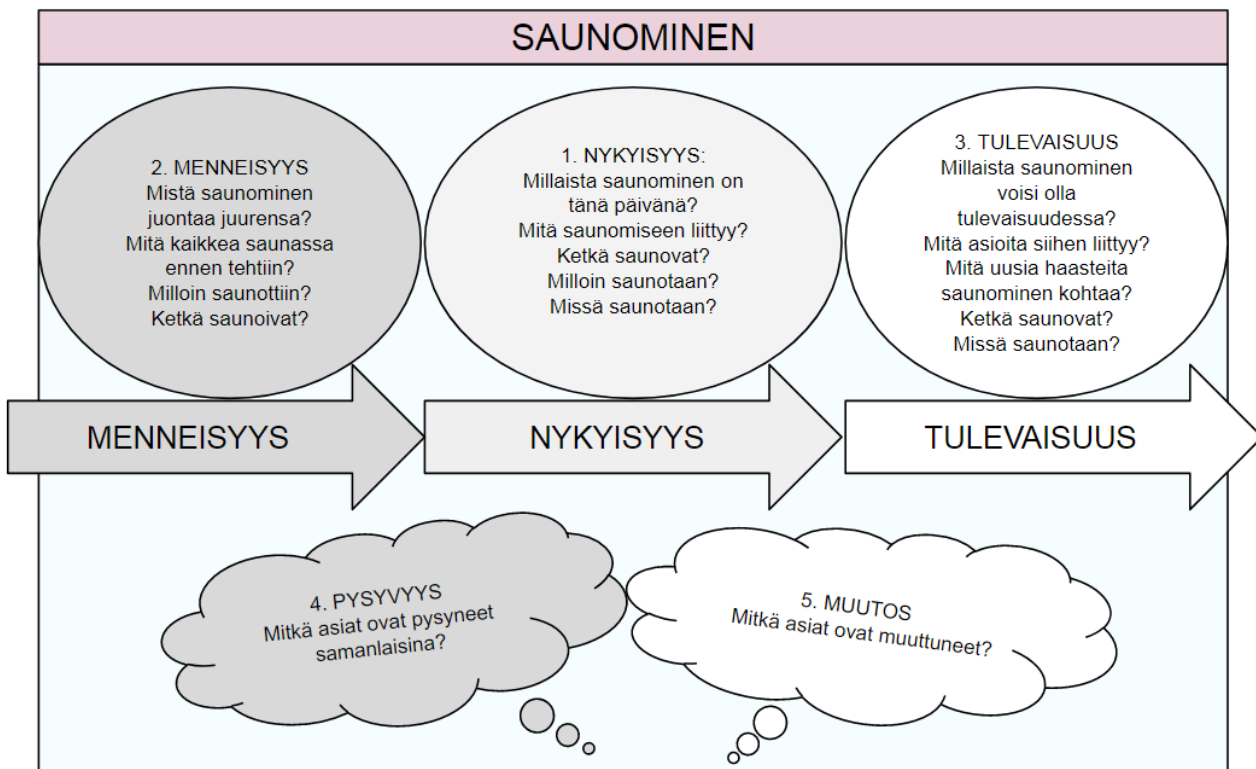 SAUNOMINEN
2. MENNEISYYS
Mistä saunominen
juontaa juurensa?
Mitä kaikkea saunassa
ennen tehtiin?
Milloin saunottiin?
Ketkä saunoivat?
1. NYKYISYYS:
Millaista saunominen on
tänä päivänä?
Mitä saunomiseen liittyy?
Ketkä saunovat?
Milloin saunotaan?
Missä saunotaan?
3. TULEVAISUUS
Millaista saunominen
voisi olla
tulevaisuudessa?
Mitä asioita siihen liittyy?
Mitä uusia haasteita
saunominen kohtaa?
Ketkä saunovat?
Missä saunotaan?
MENNEISYYS
NYKYISYYS
TULEVAISUUS
4. PYSYVYYS
Mitkä asiat ovat pysyneet
samanlaisina?
5. MUUTOS
Mitkä asiat ovat muuttuneet?